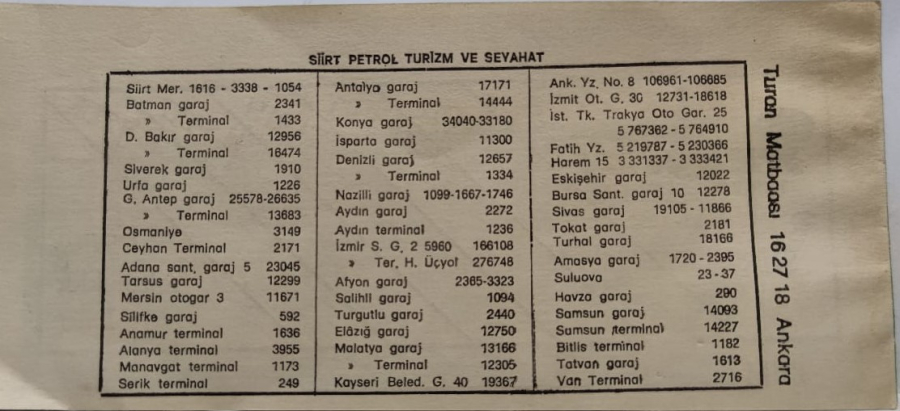 SİİRT PETROL TURİZM VE SEYAHAT
Siirt Mer. 1616 - 3338 - 1054
Batman garaj 2341
» Terminal 1433
D. Bakır garaj 12956
» Terminal 16474
Siverek garaj 1910
Urfa garaj 1226
G. Antep garaj 25578-26635
» Terminal 13683
Osmaniye 3149
Ceyhan Terminal 2171
Adana sant. garaj 5 23045
Tarsus garaj 12299
Mersin otogar 3 11671
Silifke garaj 592
Anamur terminal 1636
Alanya terminal 3955
Manavgat terminal 1173
Serik terminal 249
Antalya garaj 17171
» Terminal 14444
Konya garaj 34040-33180
Isparta garaj 11300
Denizli garaj 12657
» Terminal 1334
Nazilli garaj 1099-1667-1746
Aydın garaj 2272
Aydın terminal 1236
İzmir S. G. 2 5960 166108
» Ter. H. Üçyol 276748
Afyon garaj 2365-3323
Salihli garaj 1094
Turgutlu garaj 2440
Elâzığ garaj 12750
Malatya garaj 13166
» Terminal 12305
Kayseri Beled. G. 40 19367
Ank. Yz. No. 8 106961-106685
İzmit Ot. G. 30 12731-18618
İst. Tk. Trakya Oto Gar. 25
5 767362 - 5 764910
Fatih Yz. 5 219787 - 5 230366
Harem 15 3 331337 - 3 333421
Eskişehir garaj 12022
Bursa Sant. garaj 10 12278
Sivas garaj 19105 - 11866
Tokat garaj 2181
Turhal garaj 18166
Amasya garaj 1720 - 2395
Suluova 23 - 37
Havza garaj 290
Samsun garaj 14093
Samsun terminal 14227
Bitlis terminal 1182
Tatvan garaj 1613
Van Terminal 2716
Turan Matbaası 16 27 18 Ankara